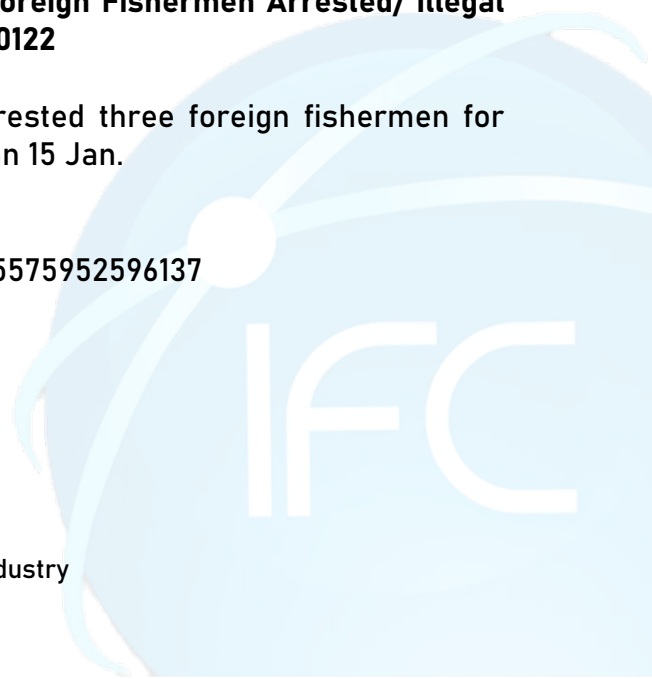 oreign Fishermen Arrested/ Illegal
0122
rested three foreign fishermen for
n 15 Jan.
5575952596137
IFC
dustry